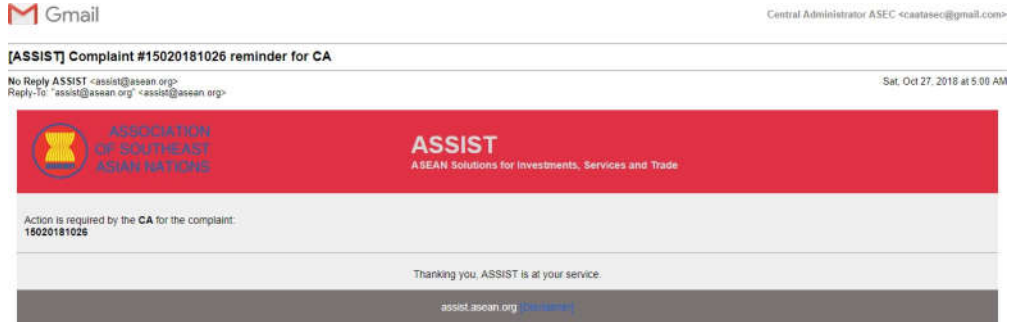 Gmail
Central Administrator ASEC <caatasec@gmail.com>
[ASSIST] Complaint #15020181026 reminder for CA
No Reply ASSIST <assist@asean.org>
Sat, Oct 27, 2018 at 5:00 AM
Reply-To: "assist@asean.org" <assist@asean.org>
ASSOCIATION
OF SOUTHEAST
ASIAN NATIONS
ASSIST
ASEAN Solutions for Investments, Services and Trade
Action is required by the CA for the complaint:
15020181026
Thanking you, ASSIST is at your service.
assist.asean.org [Disclaimer]